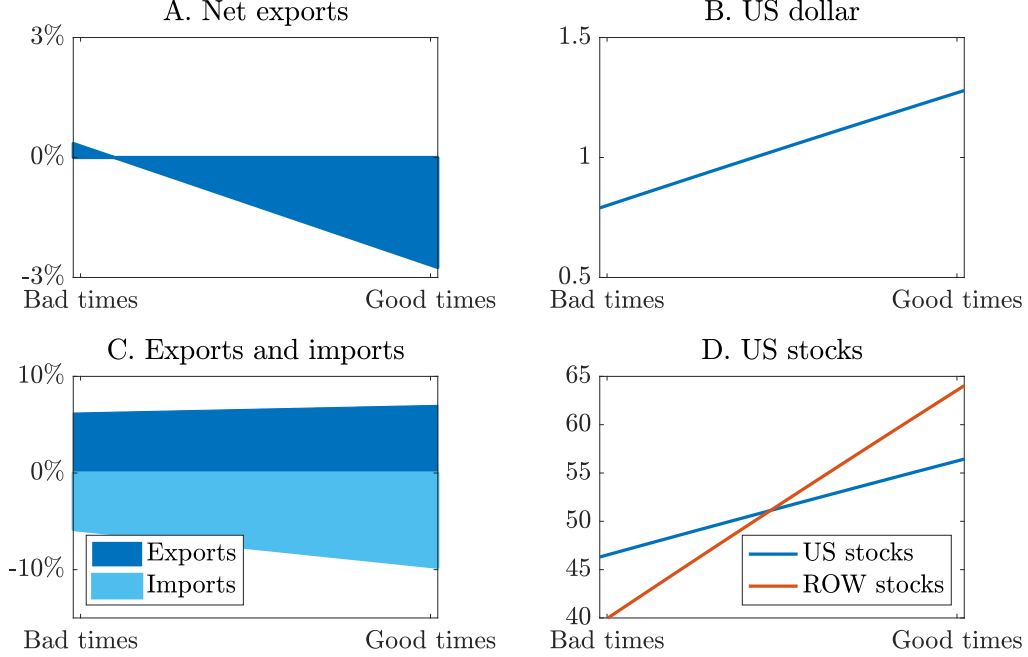 A. Net exports
3%
0%
-3%
Bad times
Good times
B. US dollar
1.5
1
0.5
Bad times
Good times
C. Exports and imports
10%
0%
-10%
Exports
Imports
Bad times
Good times
D. US stocks
65
60
55
50
45
40
US stocks
ROW stocks
Bad times
Good times